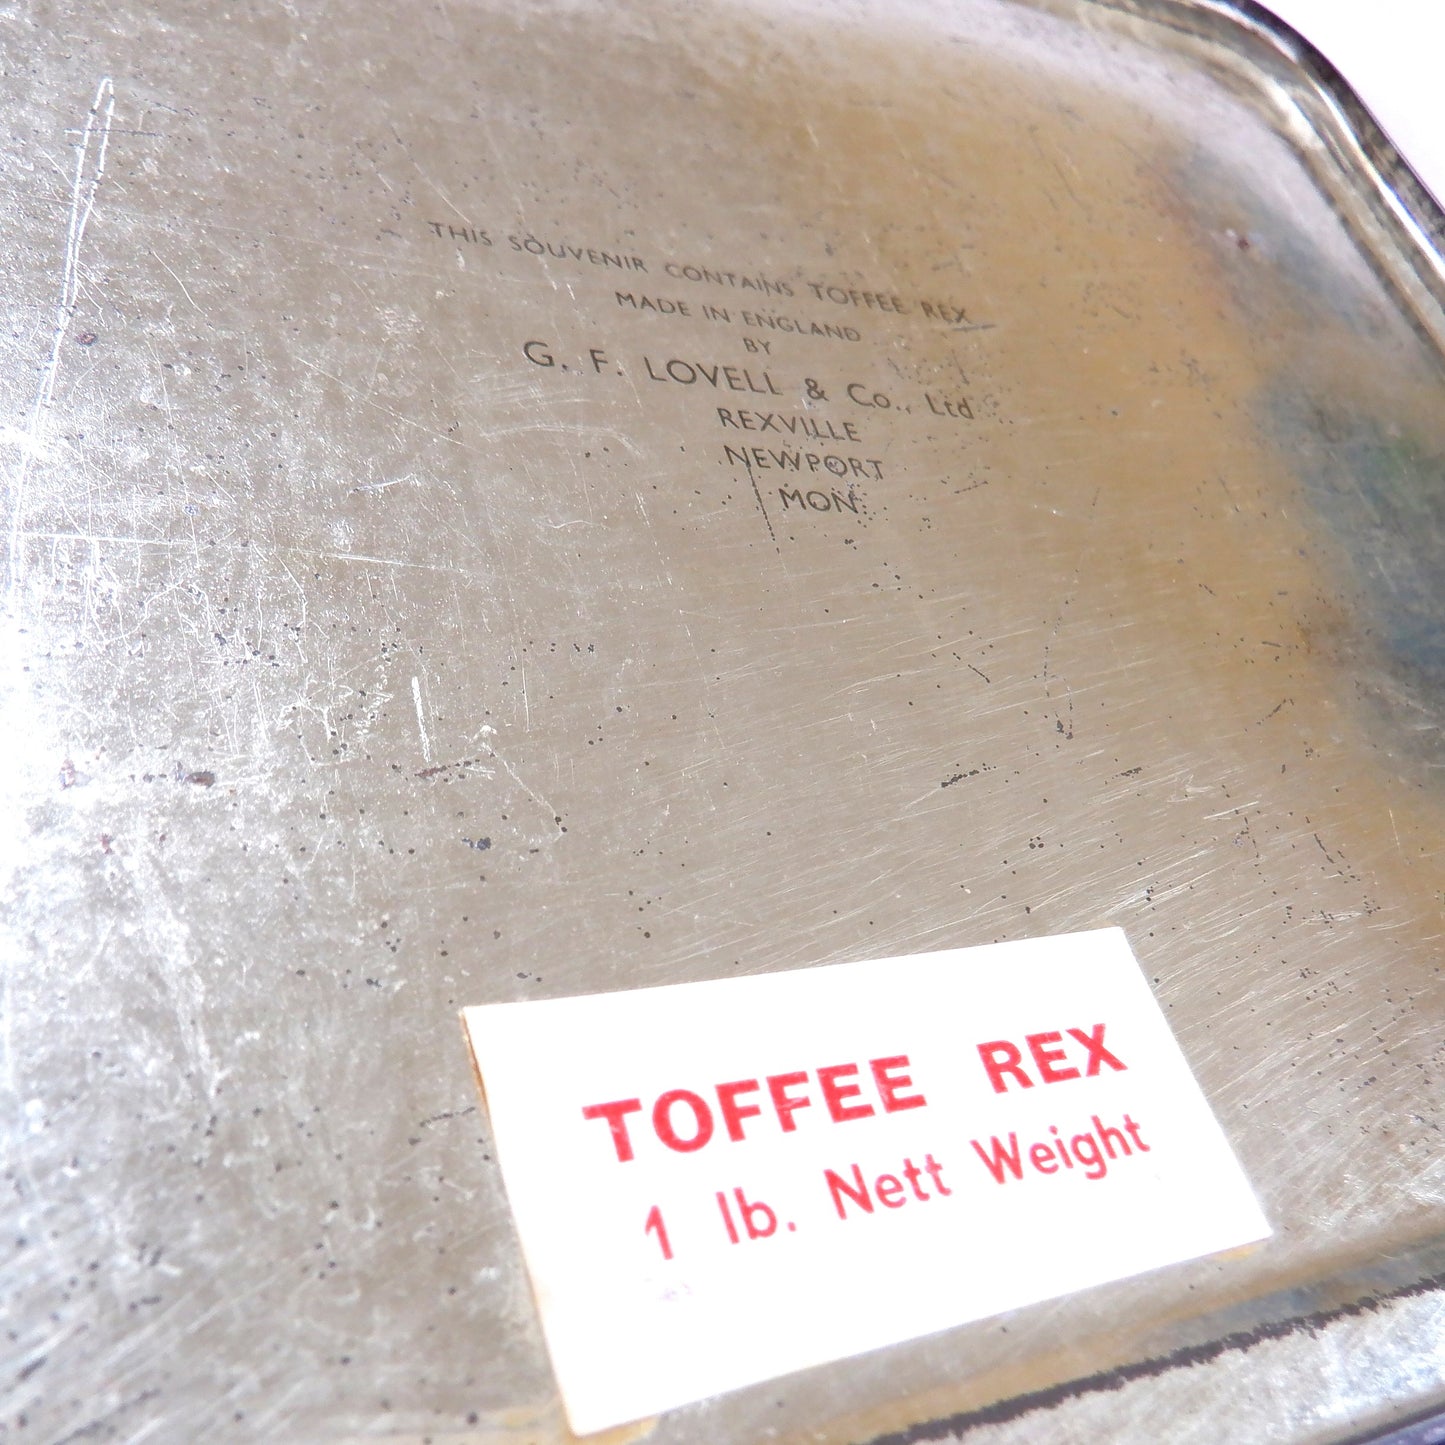 THIS SOUVENIR CONTAINS TOFFEE REX
MADE IN ENGLAND
BY
G. F. LOVELL & Co., Ltd
REXVILLE
NEWPORT
MON.
TOFFEE REX
1 lb. Nett Weight